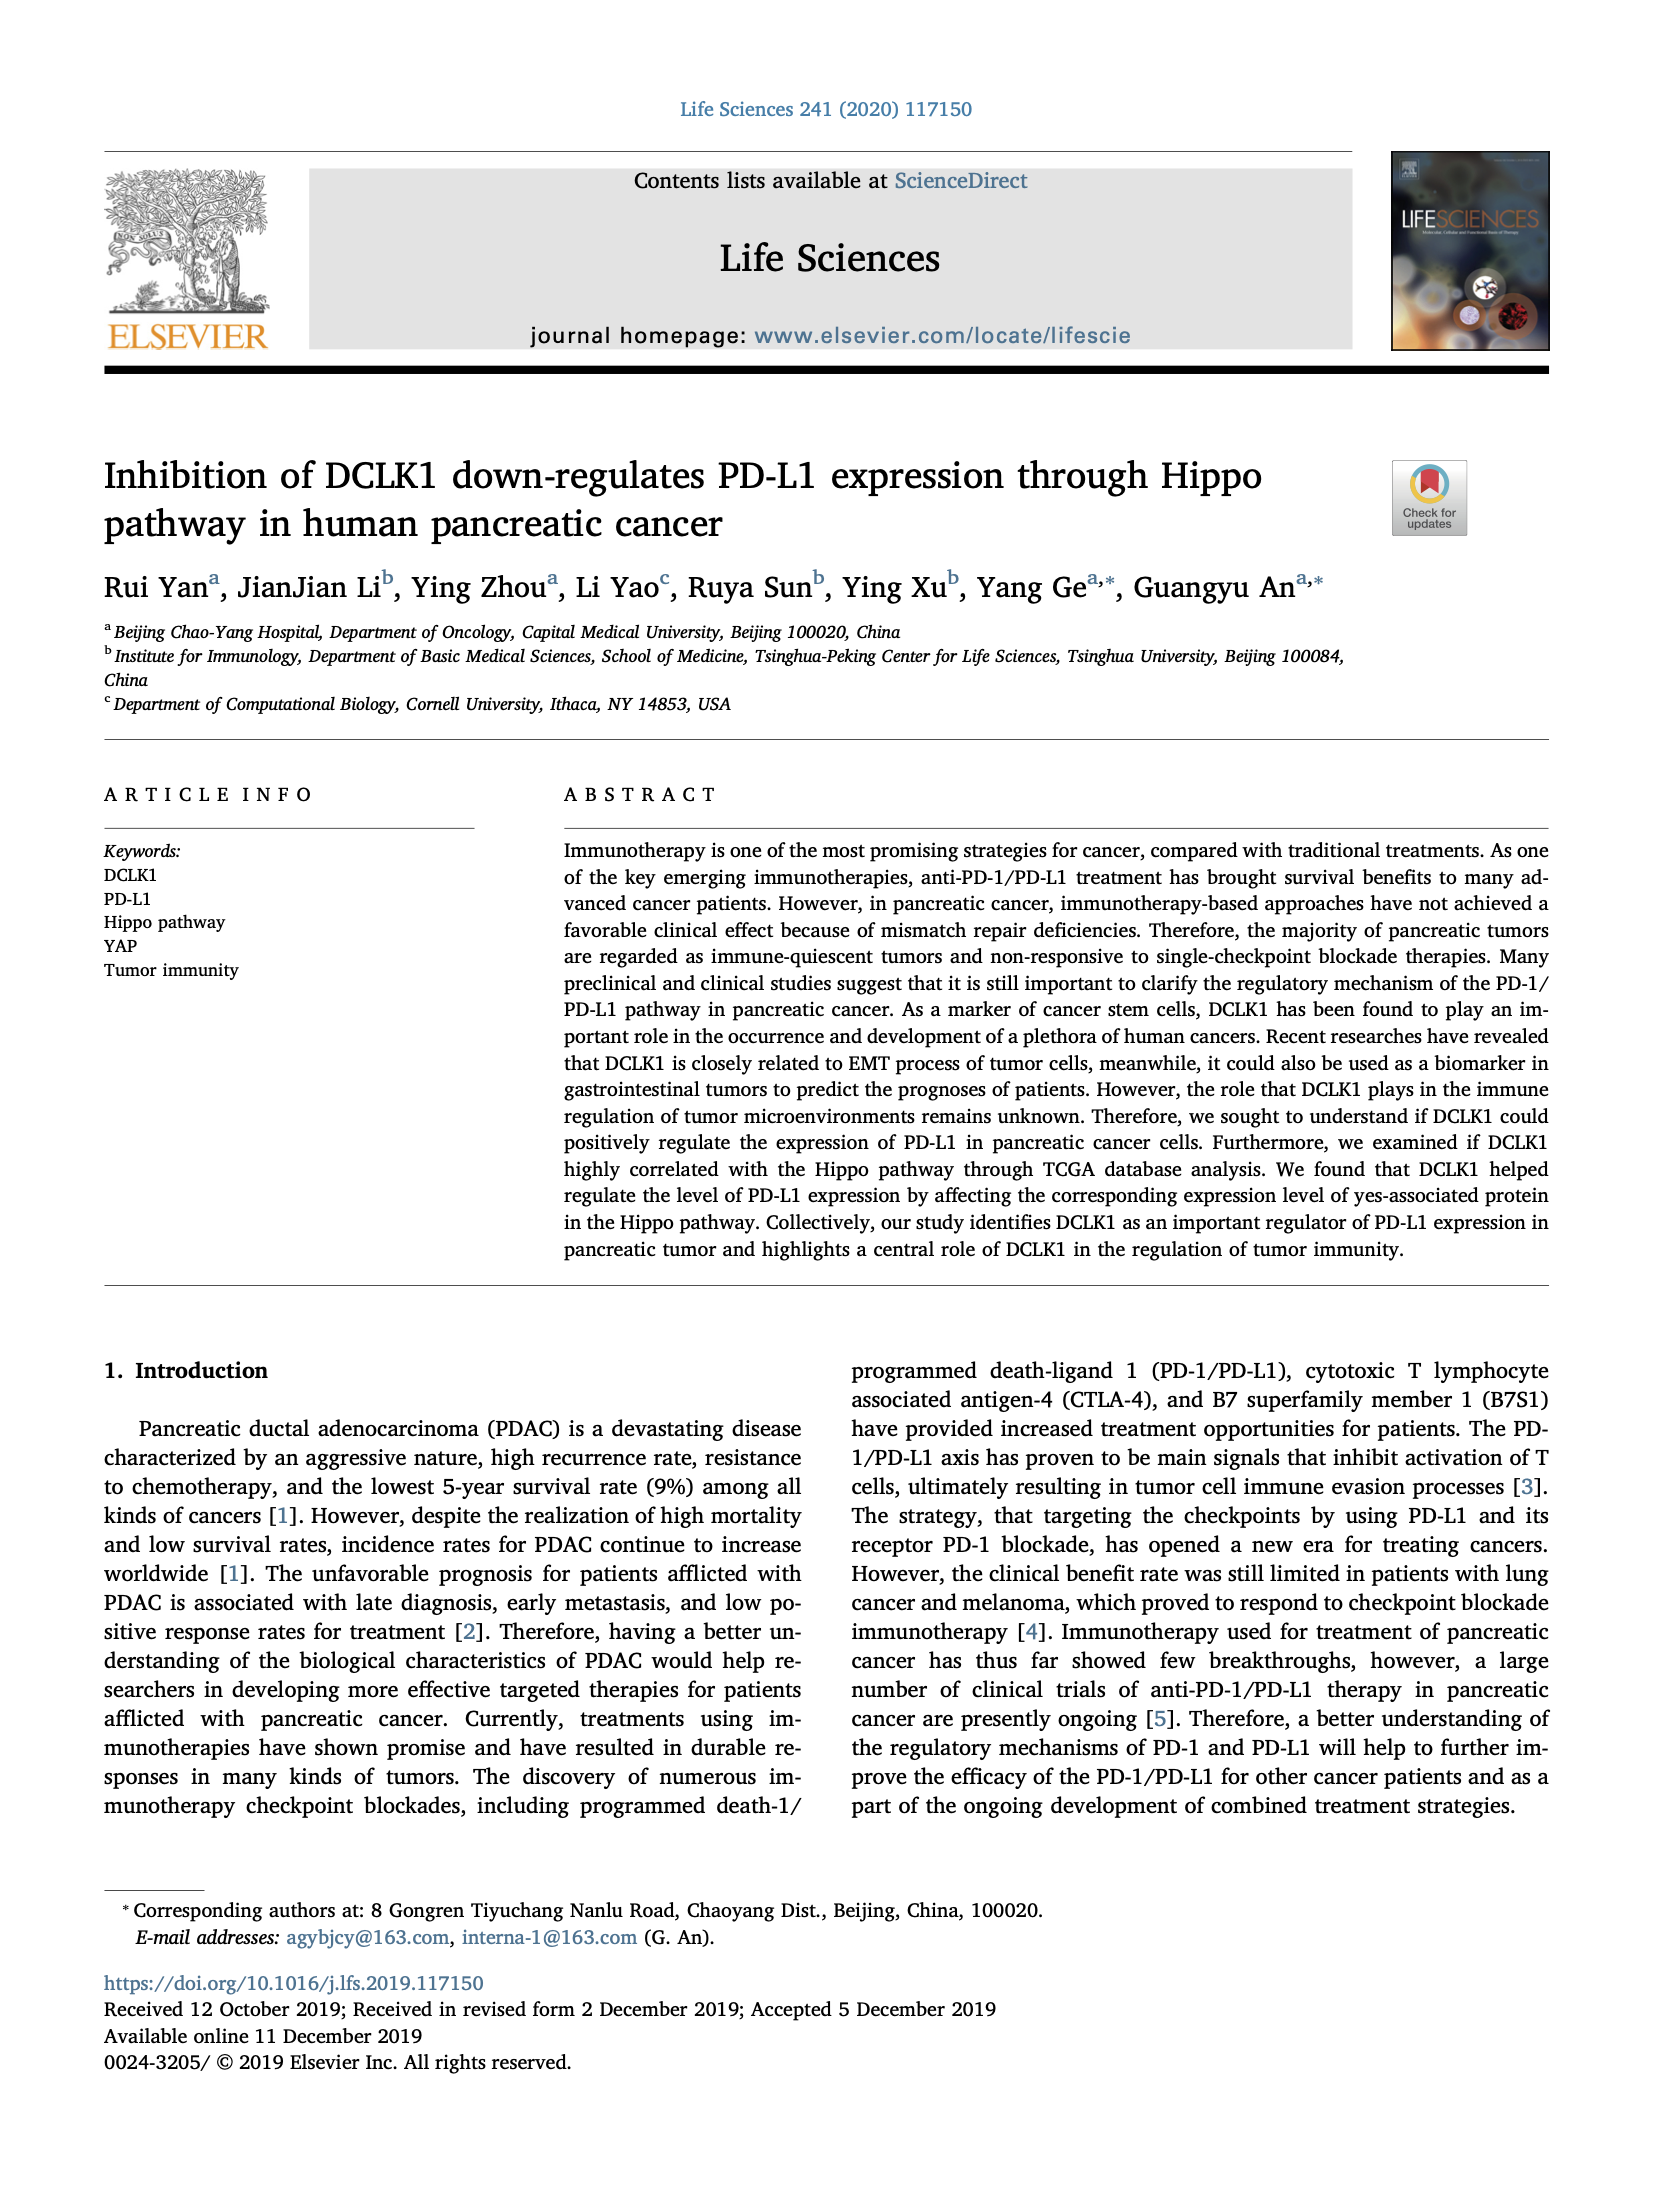 Life Sciences 241 (2020) 117150
Contents lists available at ScienceDirect
Life Sciences
journal homepage: www.elsevier.com/locate/lifescie
NON SOLUS
ELSEVIER
LIFESCIENCES
Inhibition of DCLK1 down-regulates PD-L1 expression through Hippo
pathway in human pancreatic cancer
Check for
updates
Rui Yanᵃ, JianJian Liᵇ, Ying Zhouᵃ, Li Yaoᶜ, Ruya Sunᵇ, Ying Xuᵇ, Yang Geᵃ,*, Guangyu Anᵃ,*
ᵃ Beijing Chao-Yang Hospital, Department of Oncology, Capital Medical University, Beijing 100020, China
ᵇ Institute for Immunology, Department of Basic Medical Sciences, School of Medicine, Tsinghua-Peking Center for Life Sciences, Tsinghua University, Beijing 100084,
China
ᶜ Department of Computational Biology, Cornell University, Ithaca, NY 14853, USA
ARTICLE INFO
Keywords:
DCLK1
PD-L1
Hippo pathway
YAP
Tumor immunity
ABSTRACT
Immunotherapy is one of the most promising strategies for cancer, compared with traditional treatments. As one
of the key emerging immunotherapies, anti-PD-1/PD-L1 treatment has brought survival benefits to many ad-
vanced cancer patients. However, in pancreatic cancer, immunotherapy-based approaches have not achieved a
favorable clinical effect because of mismatch repair deficiencies. Therefore, the majority of pancreatic tumors
are regarded as immune-quiescent tumors and non-responsive to single-checkpoint blockade therapies. Many
preclinical and clinical studies suggest that it is still important to clarify the regulatory mechanism of the PD-1/
PD-L1 pathway in pancreatic cancer. As a marker of cancer stem cells, DCLK1 has been found to play an im-
portant role in the occurrence and development of a plethora of human cancers. Recent researches have revealed
that DCLK1 is closely related to EMT process of tumor cells, meanwhile, it could also be used as a biomarker in
gastrointestinal tumors to predict the prognoses of patients. However, the role that DCLK1 plays in the immune
regulation of tumor microenvironments remains unknown. Therefore, we sought to understand if DCLK1 could
positively regulate the expression of PD-L1 in pancreatic cancer cells. Furthermore, we examined if DCLK1
highly correlated with the Hippo pathway through TCGA database analysis. We found that DCLK1 helped
regulate the level of PD-L1 expression by affecting the corresponding expression level of yes-associated protein
in the Hippo pathway. Collectively, our study identifies DCLK1 as an important regulator of PD-L1 expression in
pancreatic tumor and highlights a central role of DCLK1 in the regulation of tumor immunity.
1. Introduction
Pancreatic ductal adenocarcinoma (PDAC) is a devastating disease
characterized by an aggressive nature, high recurrence rate, resistance
to chemotherapy, and the lowest 5-year survival rate (9%) among all
kinds of cancers [1]. However, despite the realization of high mortality
and low survival rates, incidence rates for PDAC continue to increase
worldwide [1]. The unfavorable prognosis for patients afflicted with
PDAC is associated with late diagnosis, early metastasis, and low po-
sitive response rates for treatment [2]. Therefore, having a better un-
derstanding of the biological characteristics of PDAC would help re-
searchers in developing more effective targeted therapies for patients
afflicted with pancreatic cancer. Currently, treatments using im-
munotherapies have shown promise and have resulted in durable re-
sponses in many kinds of tumors. The discovery of numerous im-
munotherapy checkpoint blockades, including programmed death-1/
programmed death-ligand 1 (PD-1/PD-L1), cytotoxic T lymphocyte
associated antigen-4 (CTLA-4), and B7 superfamily member 1 (B7S1)
have provided increased treatment opportunities for patients. The PD-
1/PD-L1 axis has proven to be main signals that inhibit activation of T
cells, ultimately resulting in tumor cell immune evasion processes [3].
The strategy, that targeting the checkpoints by using PD-L1 and its
receptor PD-1 blockade, has opened a new era for treating cancers.
However, the clinical benefit rate was still limited in patients with lung
cancer and melanoma, which proved to respond to checkpoint blockade
immunotherapy [4]. Immunotherapy used for treatment of pancreatic
cancer has thus far showed few breakthroughs, however, a large
number of clinical trials of anti-PD-1/PD-L1 therapy in pancreatic
cancer are presently ongoing [5]. Therefore, a better understanding of
the regulatory mechanisms of PD-1 and PD-L1 will help to further im-
prove the efficacy of the PD-1/PD-L1 for other cancer patients and as a
part of the ongoing development of combined treatment strategies.
* Corresponding authors at: 8 Gongren Tiyuchang Nanlu Road, Chaoyang Dist., Beijing, China, 100020.
E-mail addresses: agybjcy@163.com, interna-1@163.com (G. An).
https://doi.org/10.1016/j.lfs.2019.117150
Received 12 October 2019; Received in revised form 2 December 2019; Accepted 5 December 2019
Available online 11 December 2019
0024-3205/ © 2019 Elsevier Inc. All rights reserved.